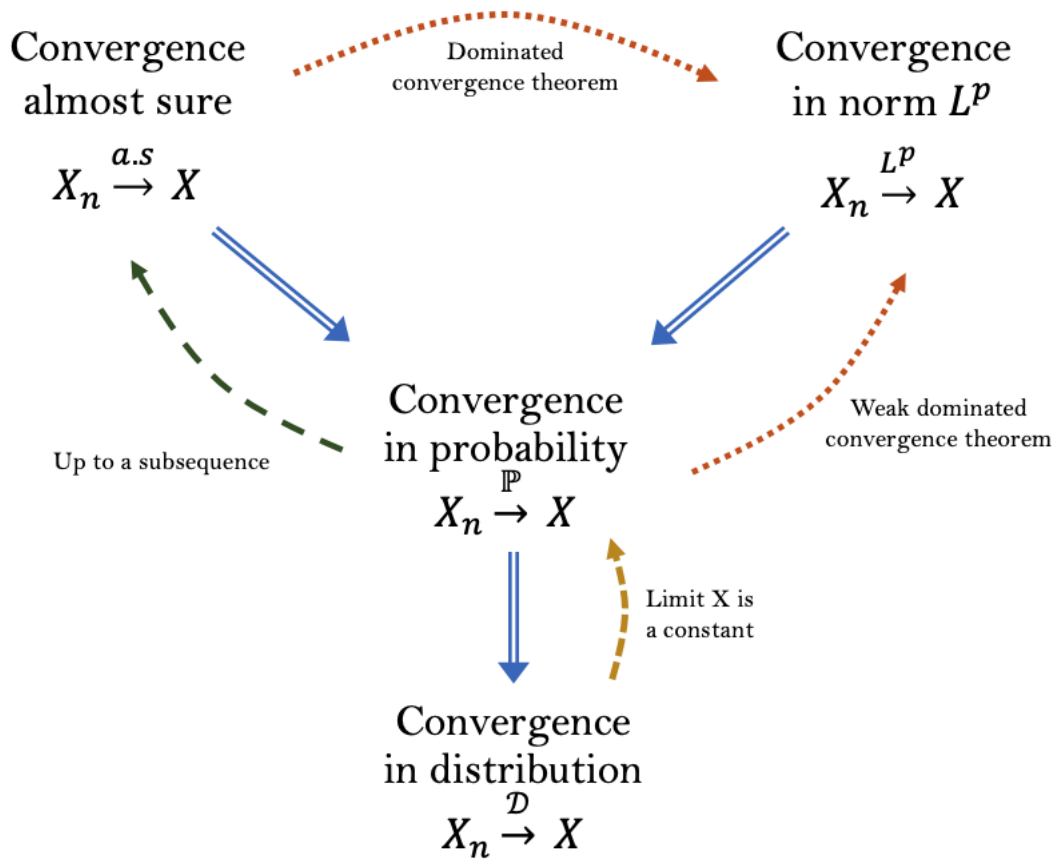 Convergence
almost sure
Xₙ →ᵃ·ˢ X
Dominated
convergence theorem
Convergence
in norm Lᵖ
Xₙ →ᴸᵖ X
Up to a subsequence
Convergence
in probability
Xₙ →ℙ X
Weak dominated
convergence theorem
Limit X is
a constant
Convergence
in distribution
Xₙ →𝒟 X